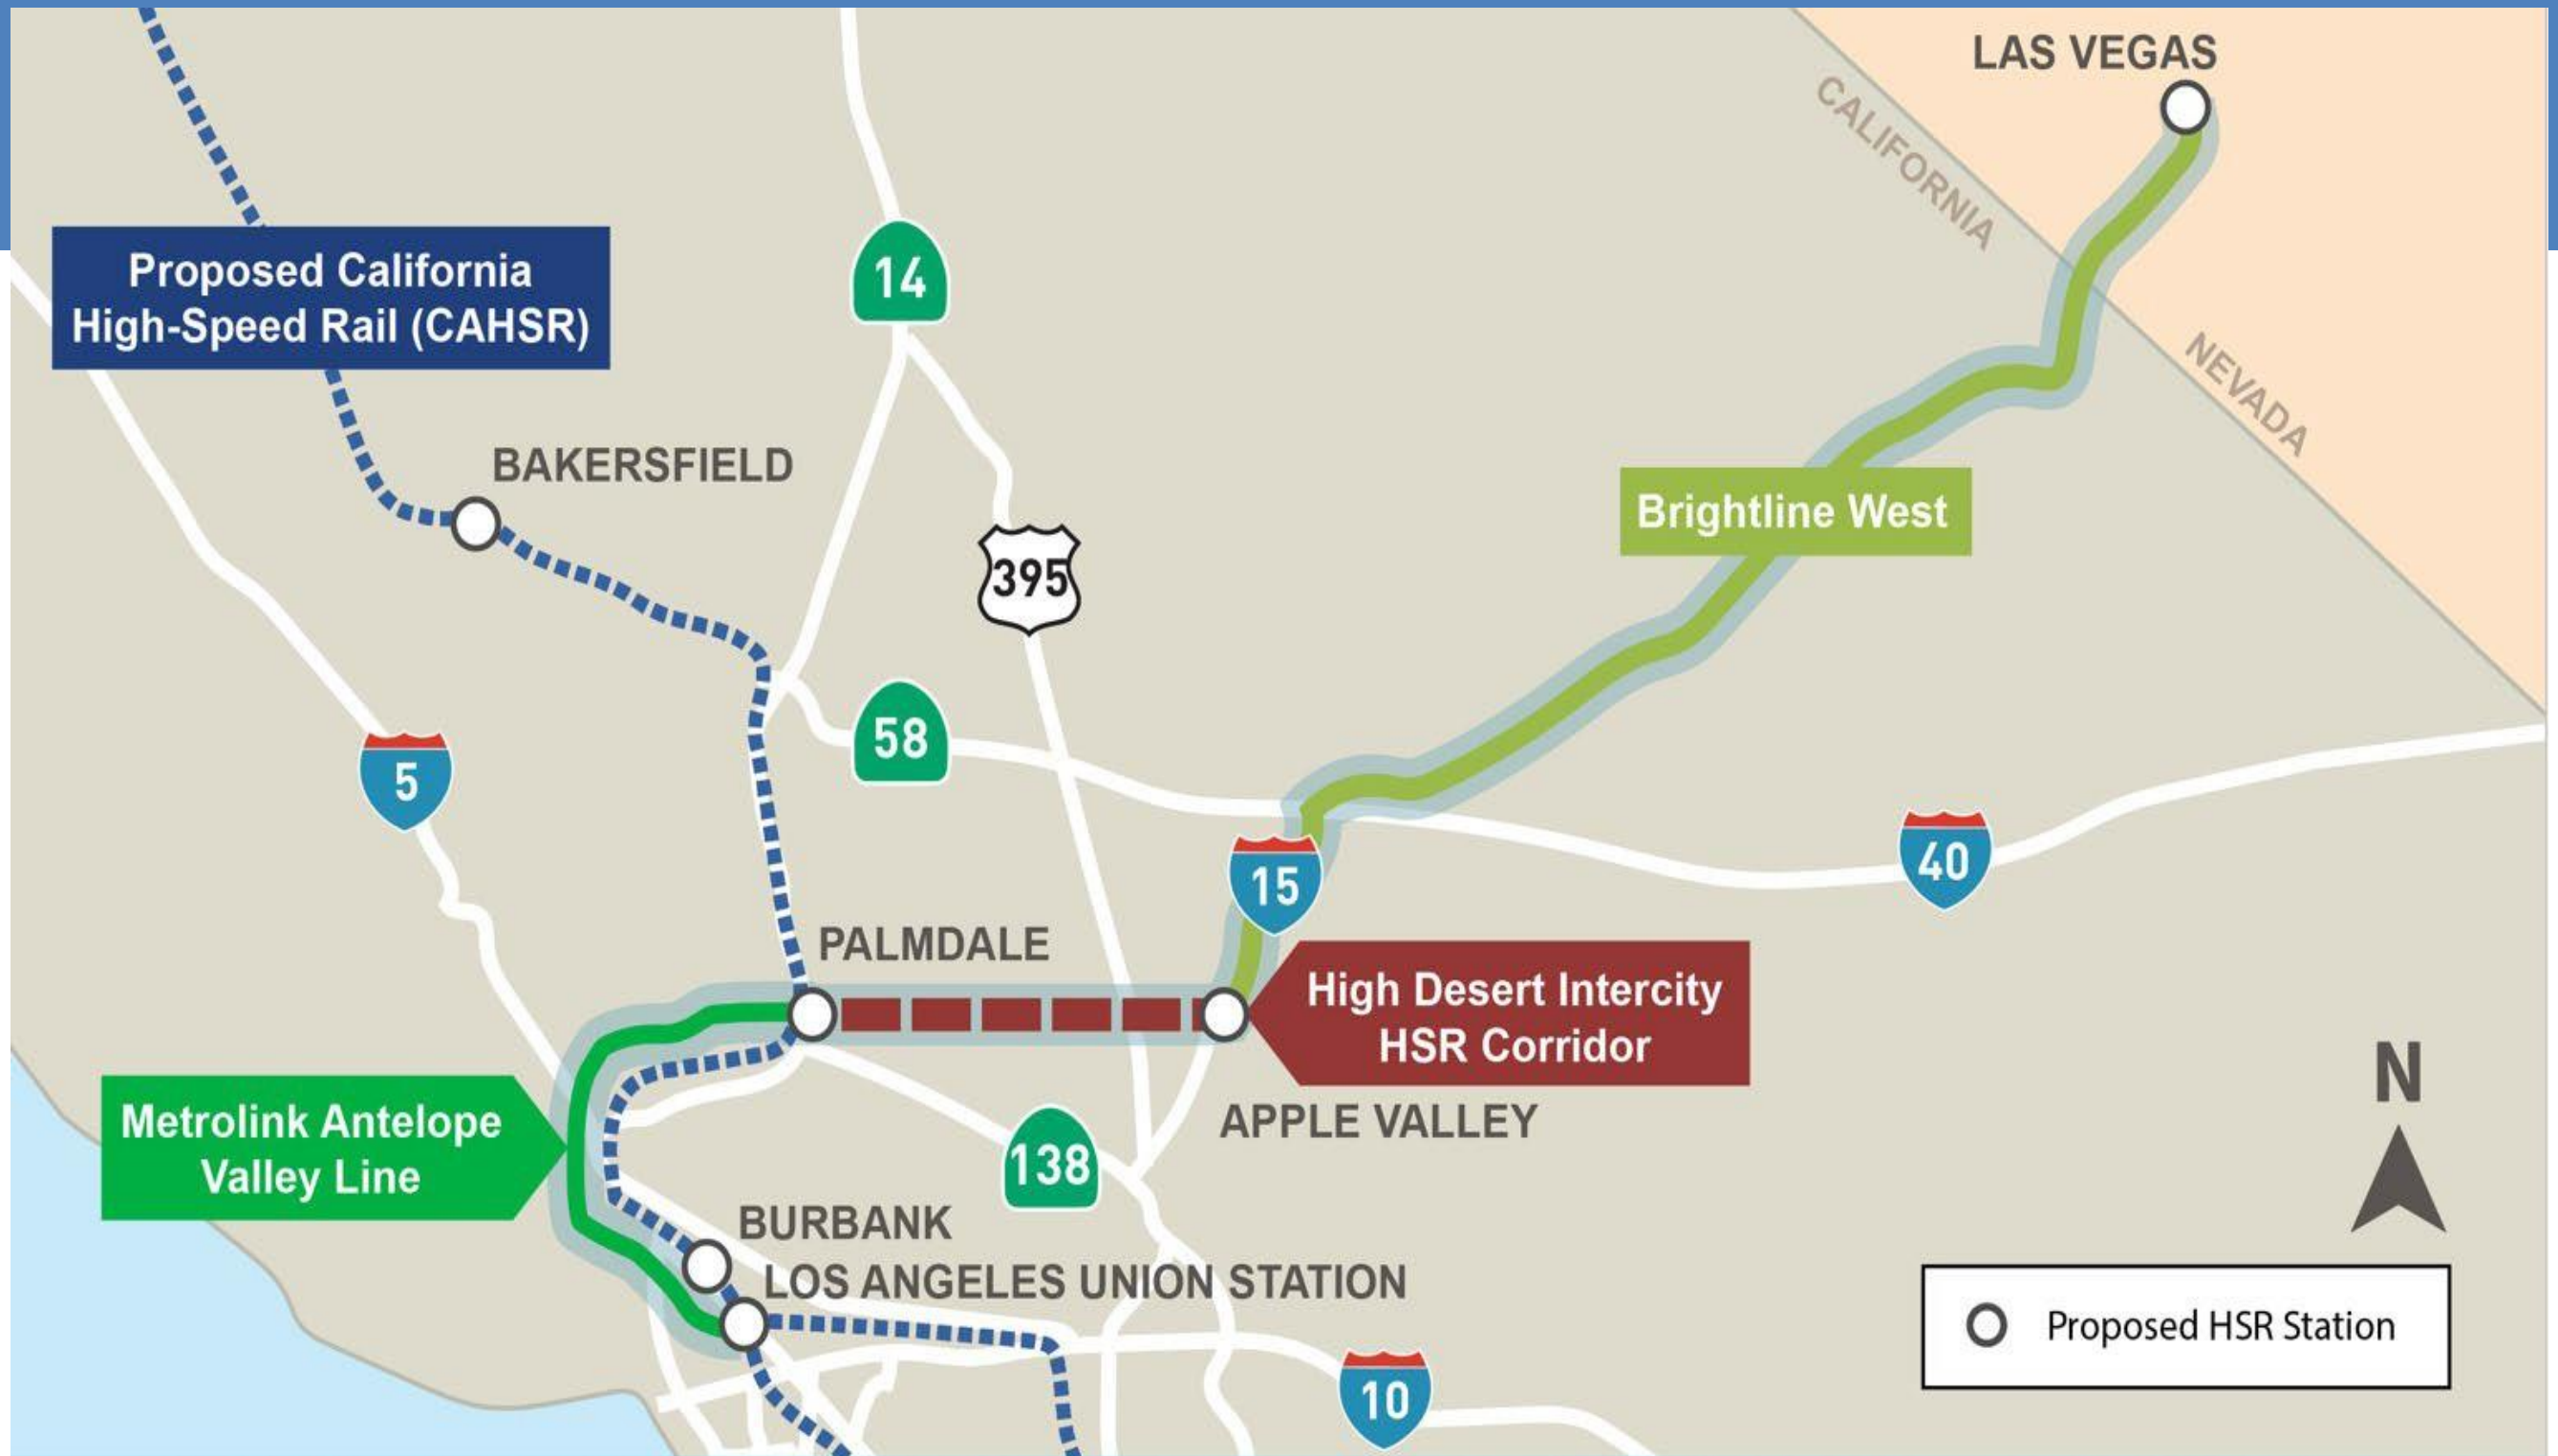 LAS VEGAS
CALIFORNIA
Proposed California
High-Speed Rail (CAHSR)
14
NEVADA
BAKERSFIELD
Brightline West
395
58
5
15
40
PALMDALE
High Desert Intercity
HSR Corridor
Metrolink Antelope
Valley Line
APPLE VALLEY
N
138
BURBANK
LOS ANGELES UNION STATION
Proposed HSR Station
10